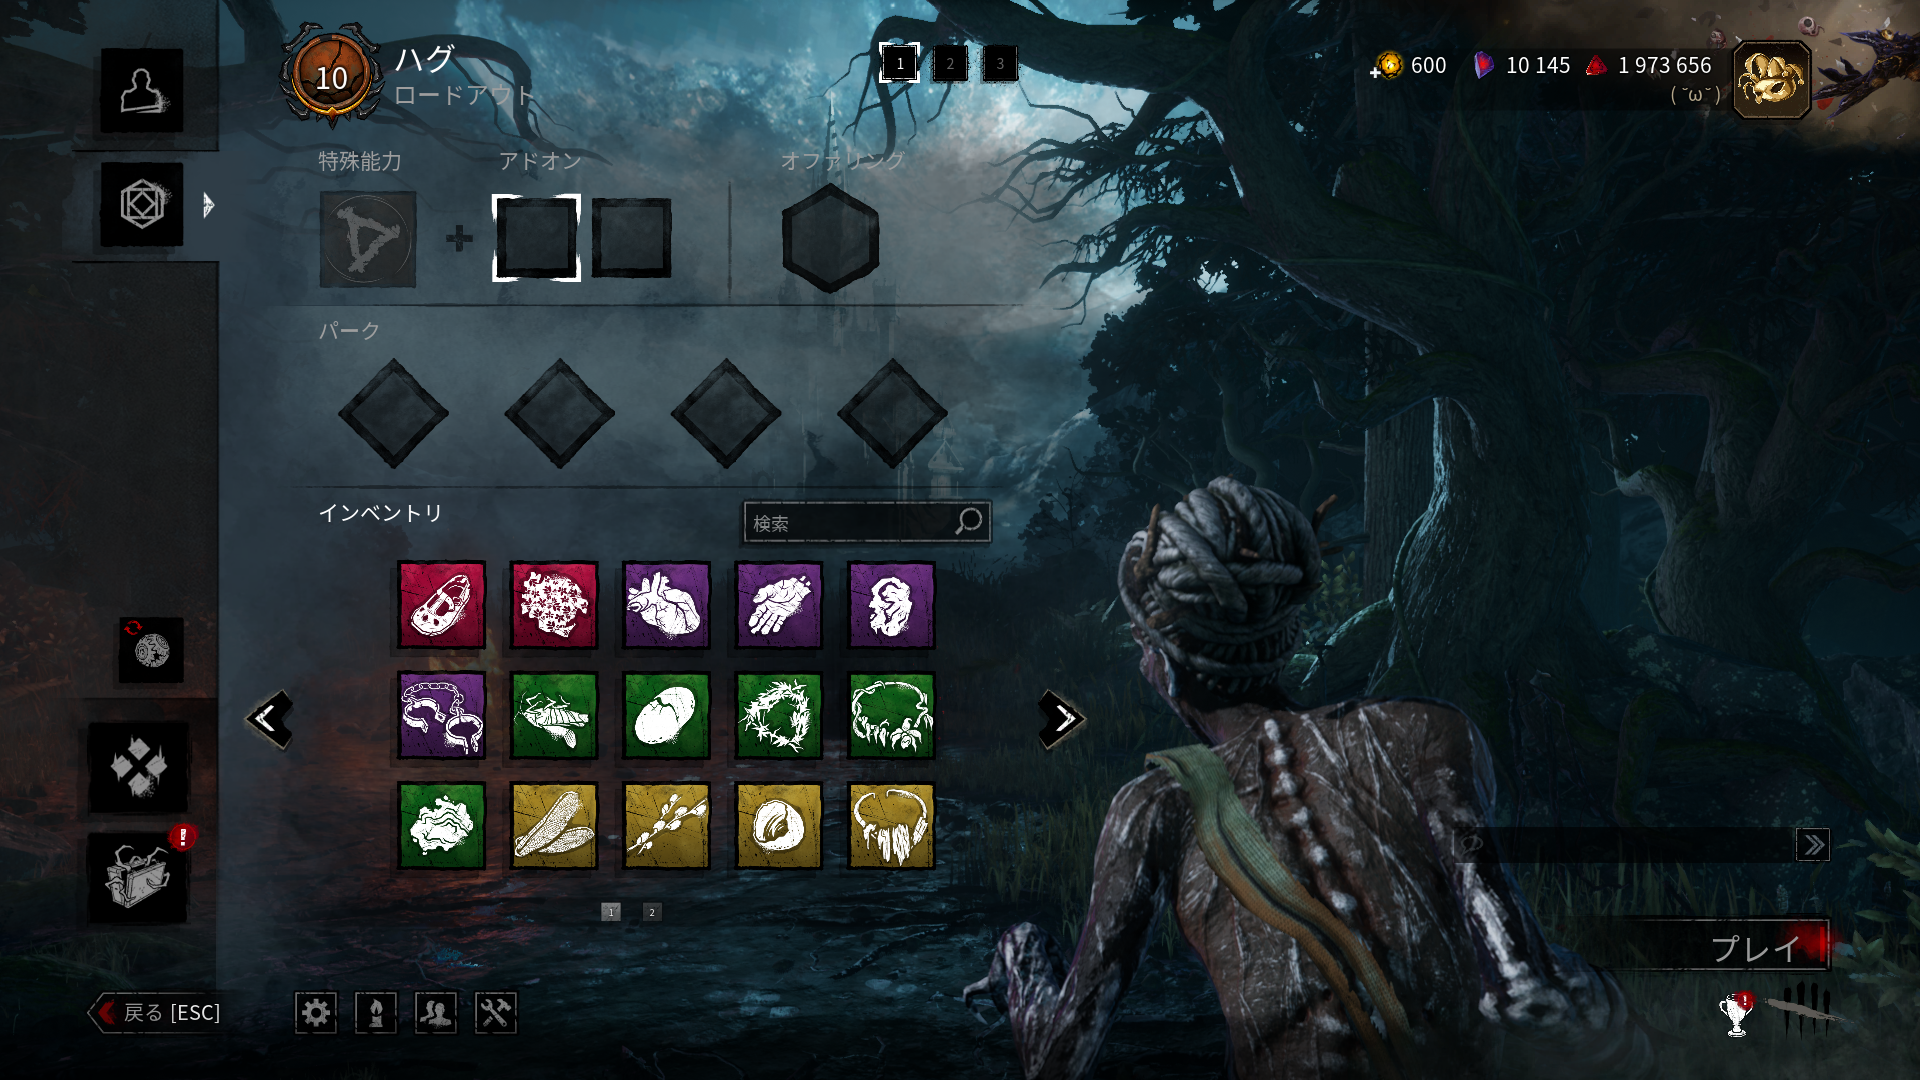 10
ハグ
ロードアウト
1 2 3
600 10 145 1 973 656
( ˘ω˘ )
特殊能力 アドオン オファリング
パーク
インベントリ
検索
1 2
プレイ
戻る [ESC]